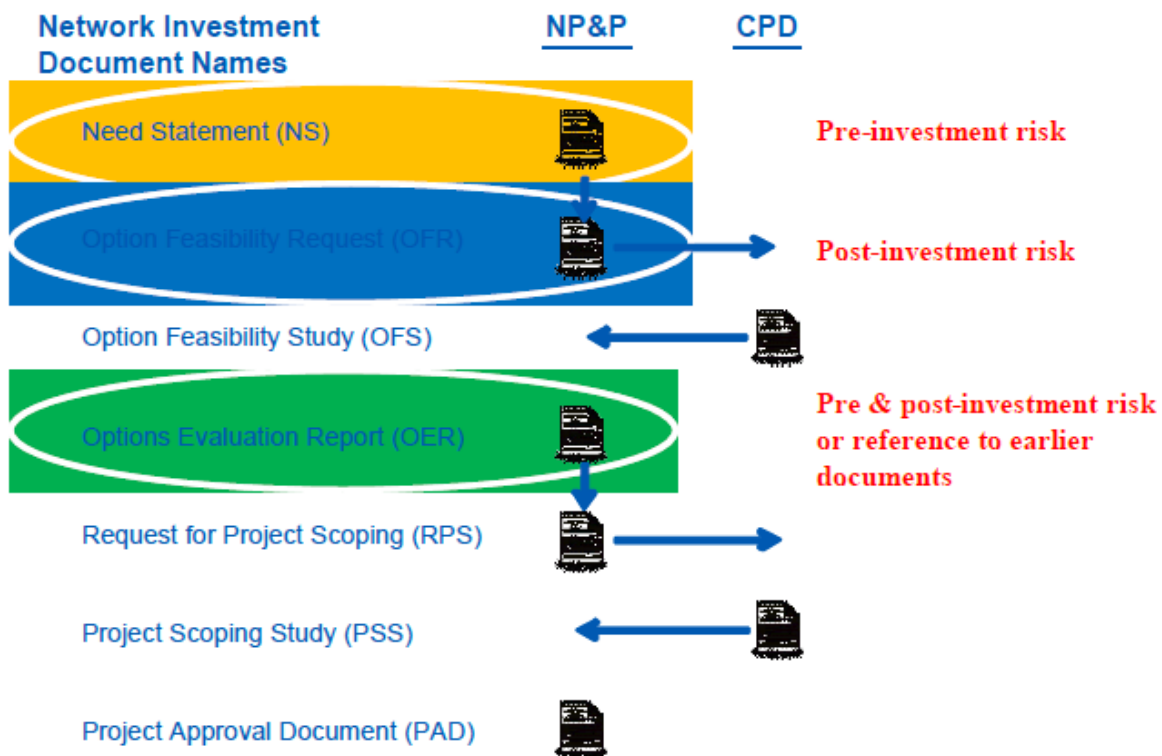 Network Investment
Document Names
NP&P
CPD
Need Statement (NS)
Pre-investment risk
Option Feasibility Request (OFR)
Post-investment risk
Option Feasibility Study (OFS)
Options Evaluation Report (OER)
Pre & post-investment risk
or reference to earlier
documents
Request for Project Scoping (RPS)
Project Scoping Study (PSS)
Project Approval Document (PAD)